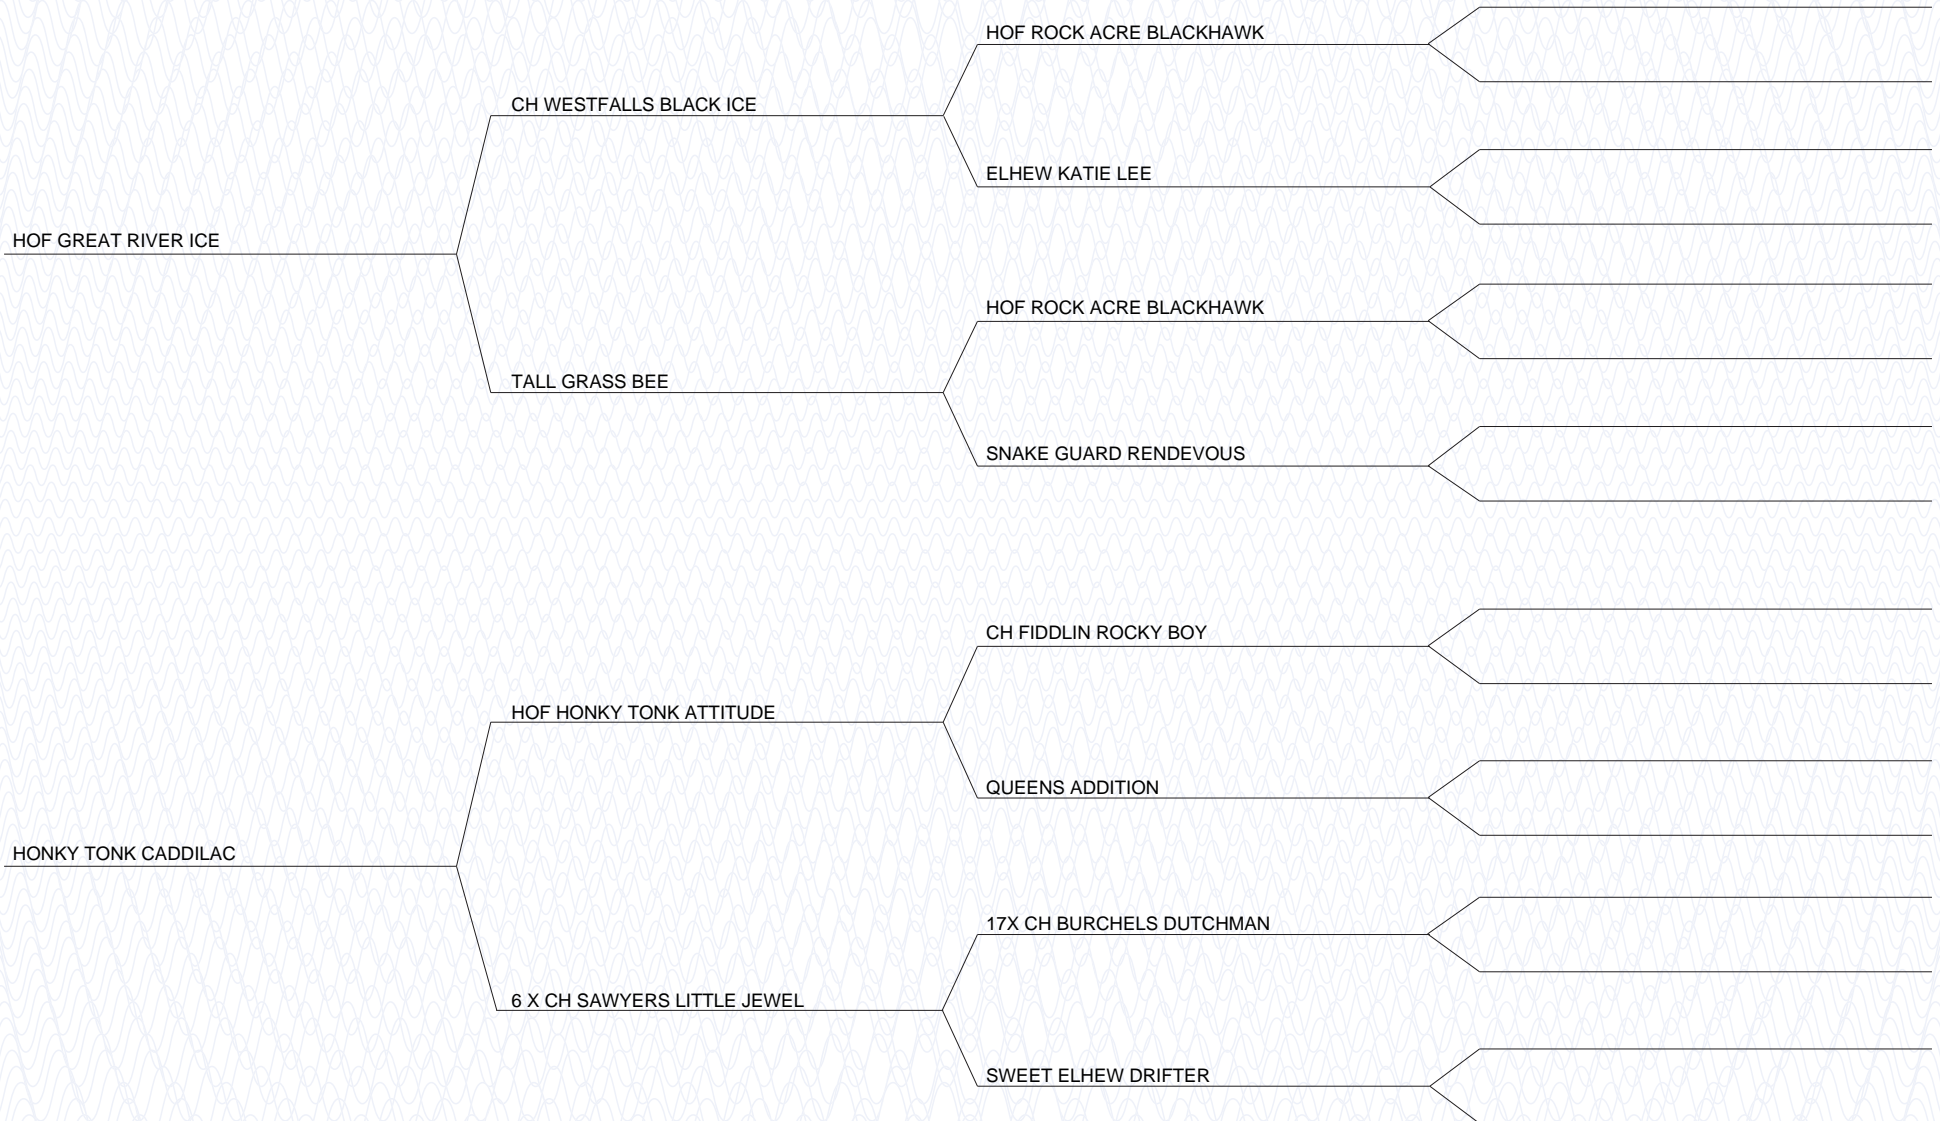 HOF ROCK ACRE BLACKHAWK
CH WESTFALLS BLACK ICE
ELHEW KATIE LEE
HOF GREAT RIVER ICE
HOF ROCK ACRE BLACKHAWK
TALL GRASS BEE
SNAKE GUARD RENDEVOUS
CH FIDDLIN ROCKY BOY
HOF HONKY TONK ATTITUDE
QUEENS ADDITION
HONKY TONK CADDILAC
17X CH BURCHELS DUTCHMAN
6 X CH SAWYERS LITTLE JEWEL
SWEET ELHEW DRIFTER